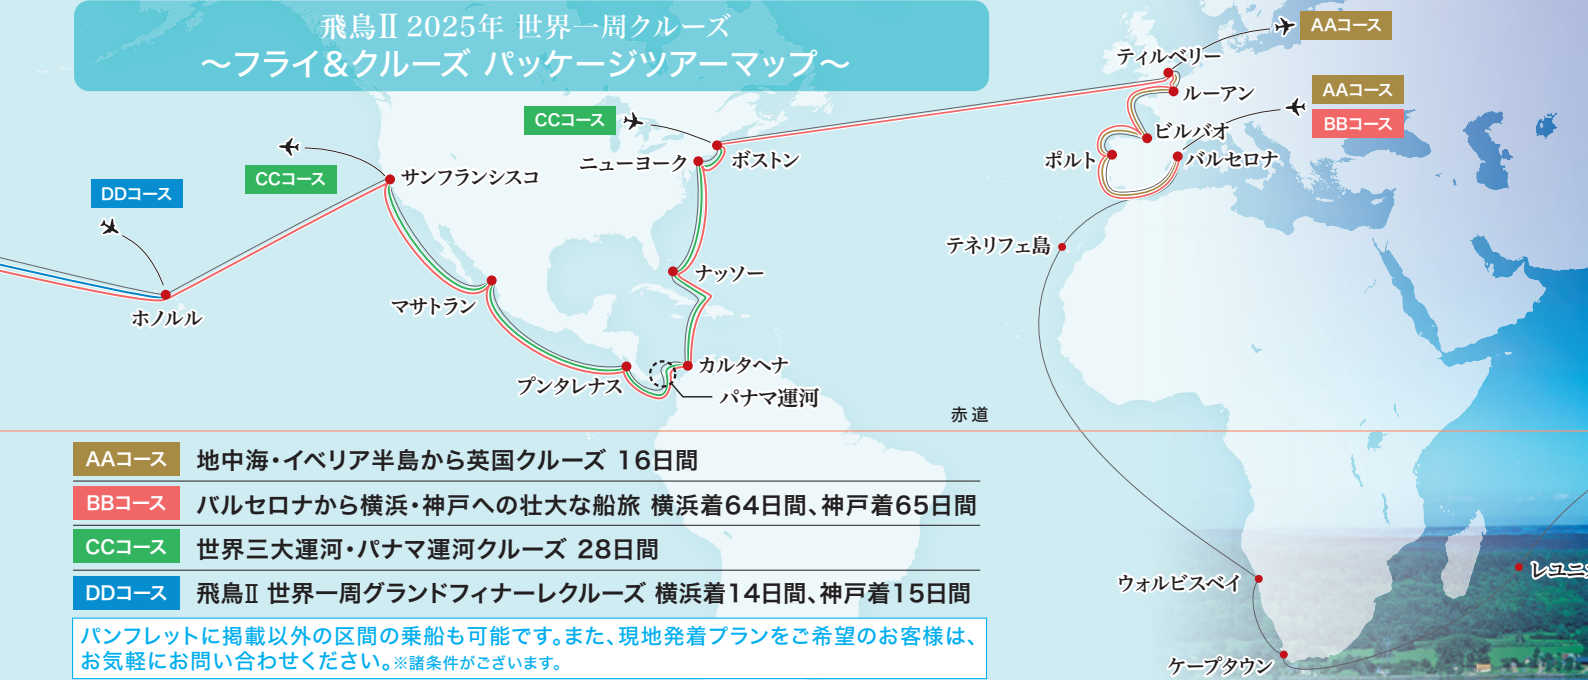 飛鳥Ⅱ 2025年 世界一周クルーズ
～フライ&クルーズ パッケージツアーマップ～
AAコース
ティルベリー
ルーアン
AAコース
BBコース
ビルバオ
ポルト
バルセロナ
CCコース
ニューヨーク
ボストン
CCコース
サンフランシスコ
DDコース
ホノルル
マサトラン
ナッソー
テネリフェ島
プンタレナス
カルタヘナ
パナマ運河
赤道
AAコース 地中海・イベリア半島から英国クルーズ 16日間
BBコース バルセロナから横浜・神戸への壮大な船旅 横浜着64日間、神戸着65日間
CCコース 世界三大運河・パナマ運河クルーズ 28日間
DDコース 飛鳥Ⅱ 世界一周グランドフィナーレクルーズ 横浜着14日間、神戸着15日間
パンフレットに掲載以外の区間の乗船も可能です。また、現地発着プランをご希望のお客様は、
お気軽にお問い合わせください。※諸条件がございます。
ウォルビスベイ
ケープタウン
レユニ